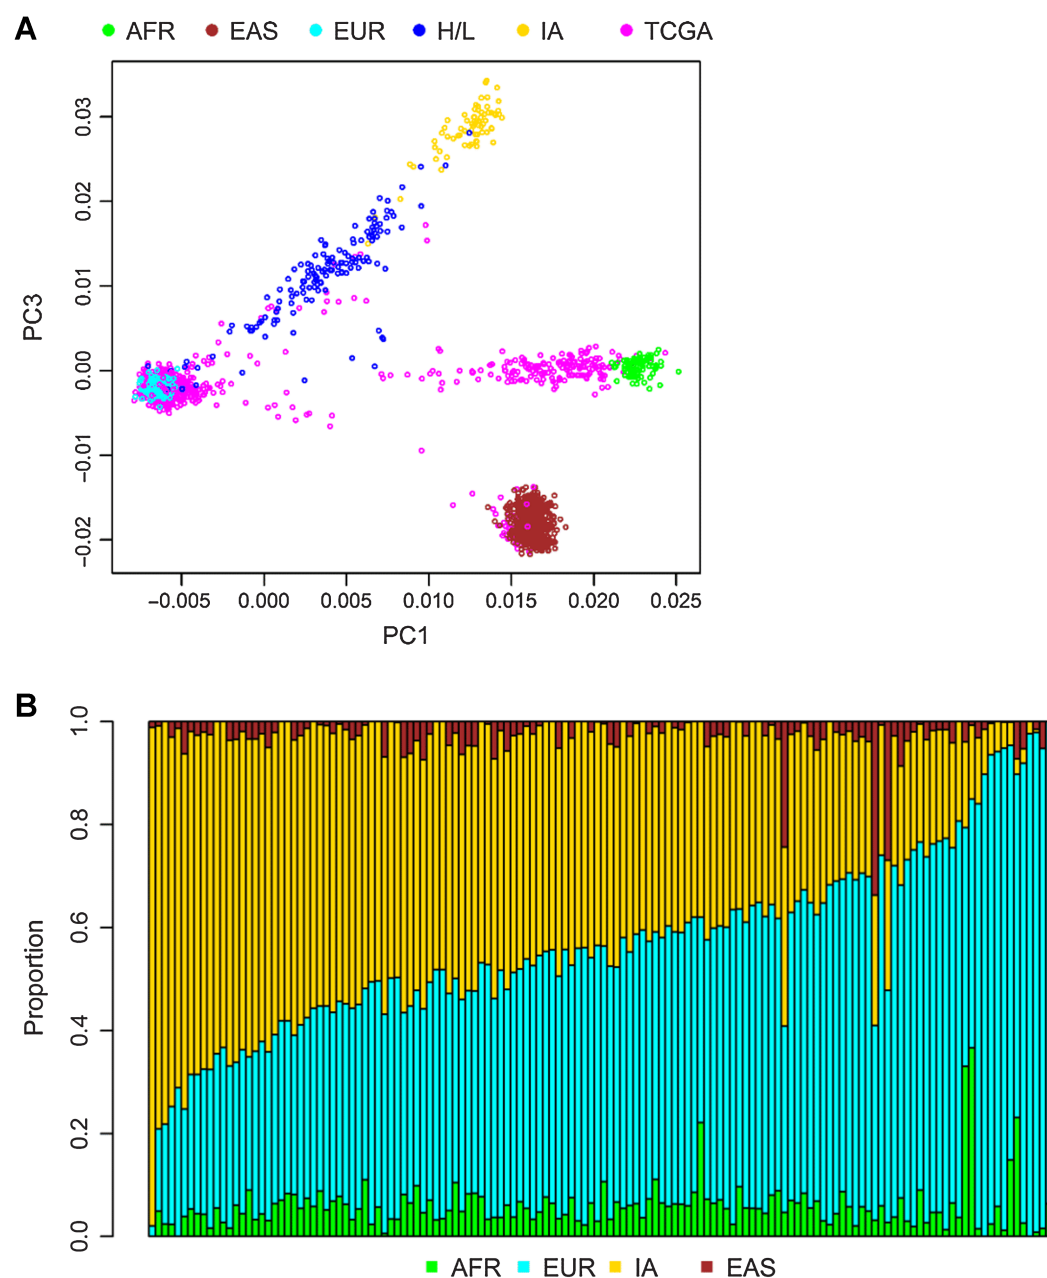 A
AFR EAS EUR H/L IA TCGA
PC3
0.03
0.02
0.01
0.00
−0.01
−0.02
−0.005 0.000 0.005 0.010 0.015 0.020 0.025
PC1
B
Proportion
1.0
0.8
0.6
0.4
0.2
0.0
AFR EUR IA EAS